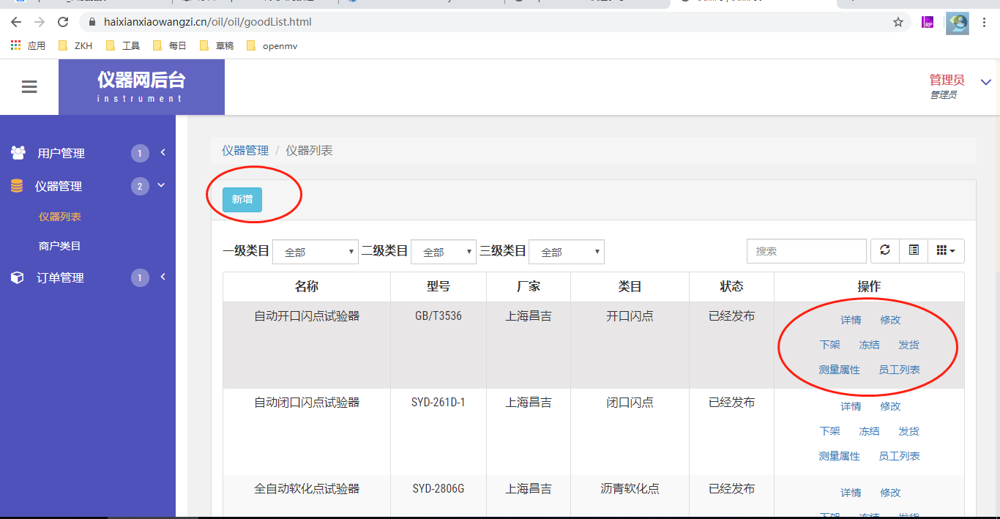 haixianxiaowangzi.cn/oil/oil/goodList.html
RP
应用 ZKH 工具 每日 草稿 openmv
仪器网后台
instrument
管理员
管理员
用户管理 1
仪器管理 2
仪器列表
商户类目
订单管理 1
仪器管理 / 仪器列表
新增
一级类目 全部 二级类目 全部 三级类目 全部 搜索
名称 型号 厂家 类目 状态 操作
自动开口闪点试验器 GB/T3536 上海昌吉 开口闪点 已经发布 详情 修改
下架 冻结 发货
测量属性 员工列表
自动闭口闪点试验器 SYD-261D-1 上海昌吉 闭口闪点 已经发布 详情 修改
下架 冻结 发货
测量属性 员工列表
全自动软化点试验器 SYD-2806G 上海昌吉 沥青软化点 已经发布 详情 修改
下架 冻结 发货